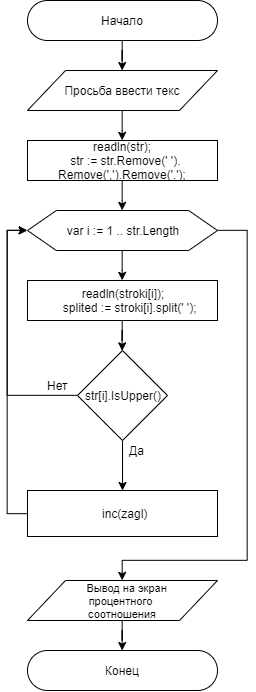 Начало
Просьба ввести текс
readln(str);
str := str.Remove(' ').
Remove(',').Remove('.');
var i := 1 .. str.Length
readln(stroki[i]);
splited := stroki[i].split(' ');
str[i].IsUpper()
Нет
Да
inc(zagl)
Вывод на экран
процентного
соотношения
Конец